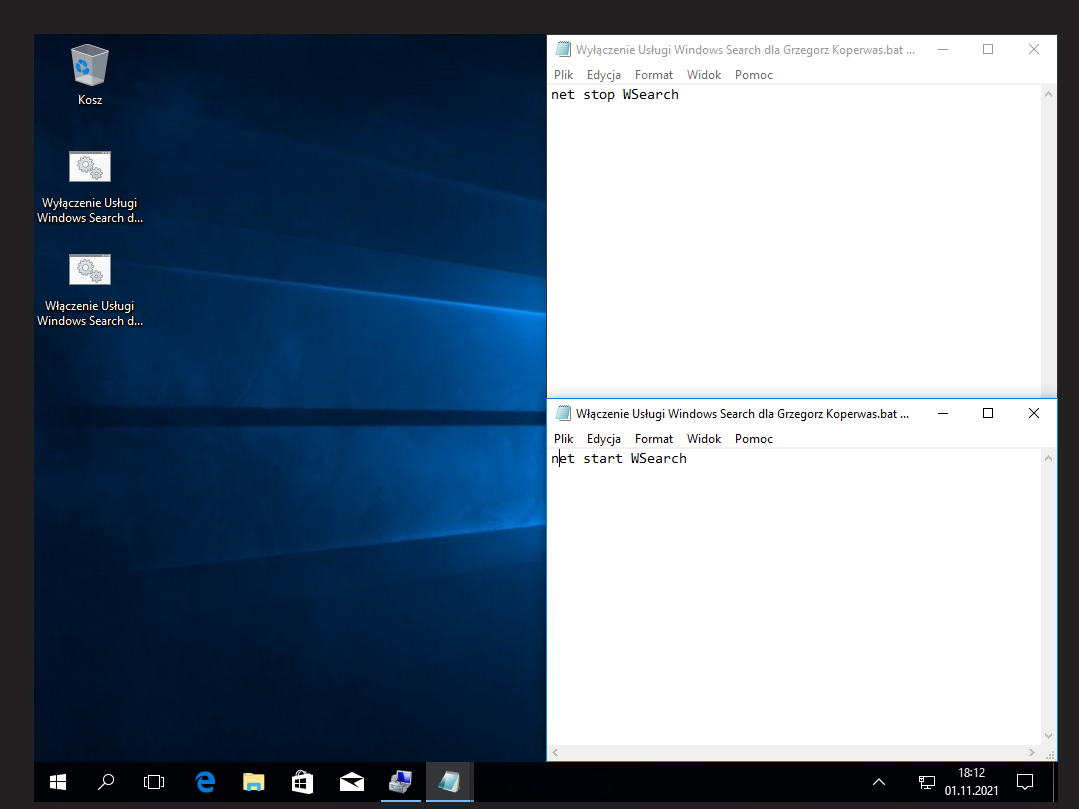 Kosz
Wyłączenie Usługi
Windows Search d...
Włączenie Usługi
Windows Search d...
Wyłączenie Usługi Windows Search dla Grzegorz Koperwas.bat ...
Plik Edycja Format Widok Pomoc
net stop WSearch
Włączenie Usługi Windows Search dla Grzegorz Koperwas.bat ...
Plik Edycja Format Widok Pomoc
net start WSearch
18:12
01.11.2021